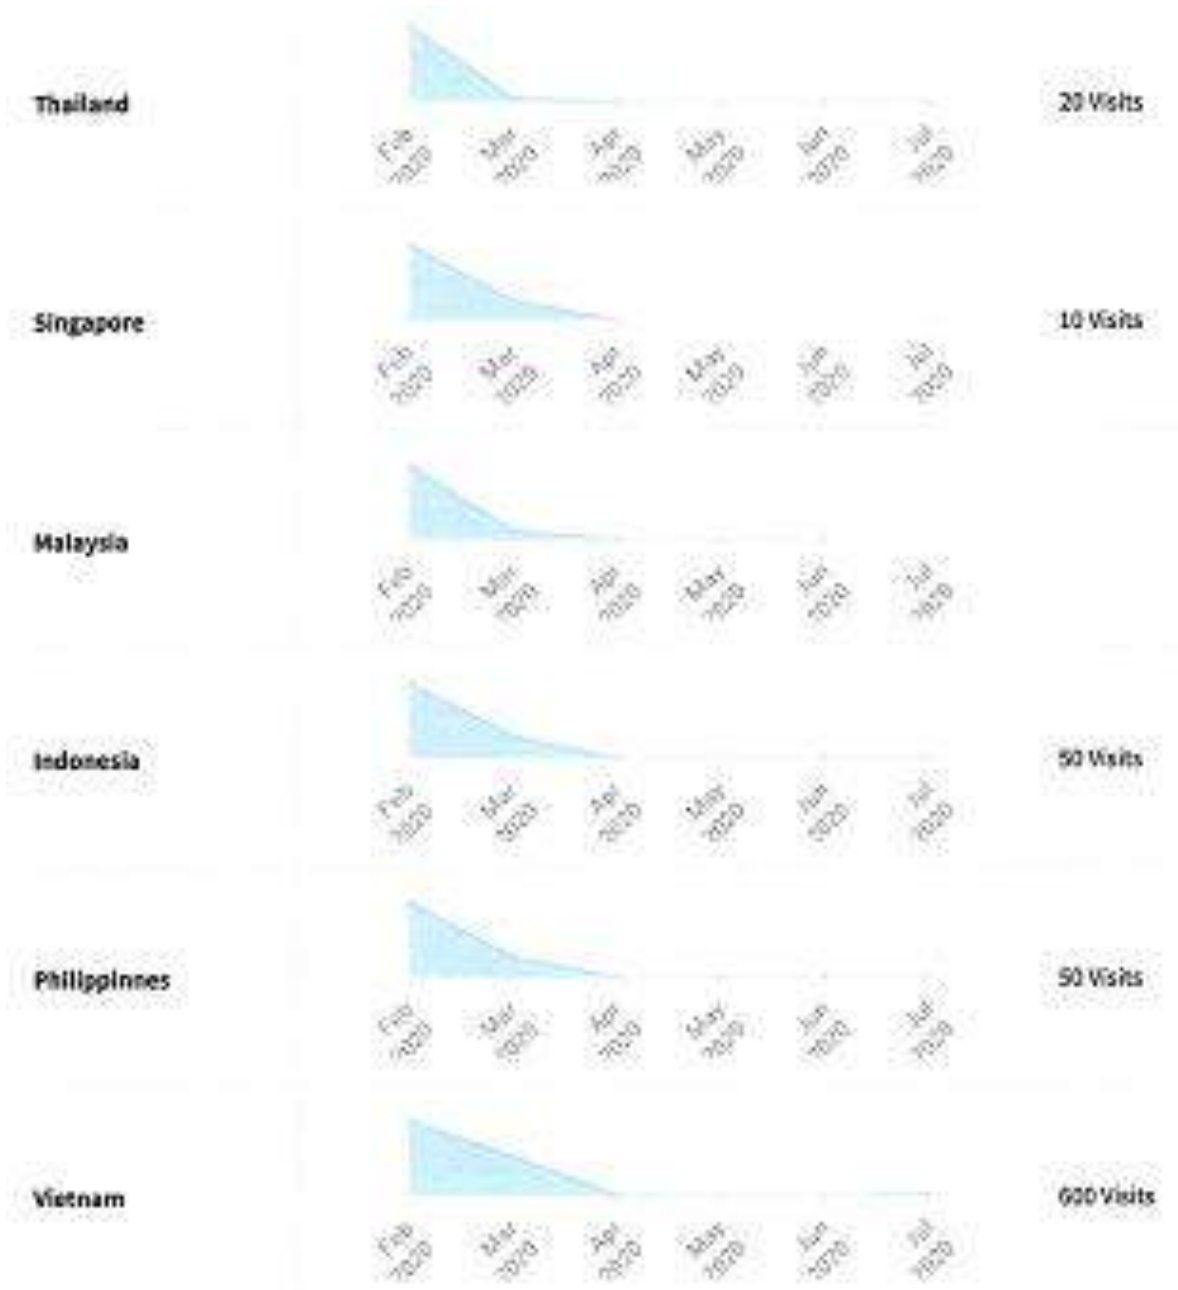 Thailand
20 Visits
Feb 2020
Mar 2020
Apr 2020
May 2020
Jun 2020
Jul 2020
Singapore
10 Visits
Feb 2020
Mar 2020
Apr 2020
May 2020
Jun 2020
Jul 2020
Malaysia
Feb 2020
Mar 2020
Apr 2020
May 2020
Jun 2020
Jul 2020
Indonesia
50 Visits
Feb 2020
Mar 2020
Apr 2020
May 2020
Jun 2020
Jul 2020
Philippinnes
50 Visits
Feb 2020
Mar 2020
Apr 2020
May 2020
Jun 2020
Jul 2020
Vietnam
600 Visits
Feb 2020
Mar 2020
Apr 2020
May 2020
Jun 2020
Jul 2020